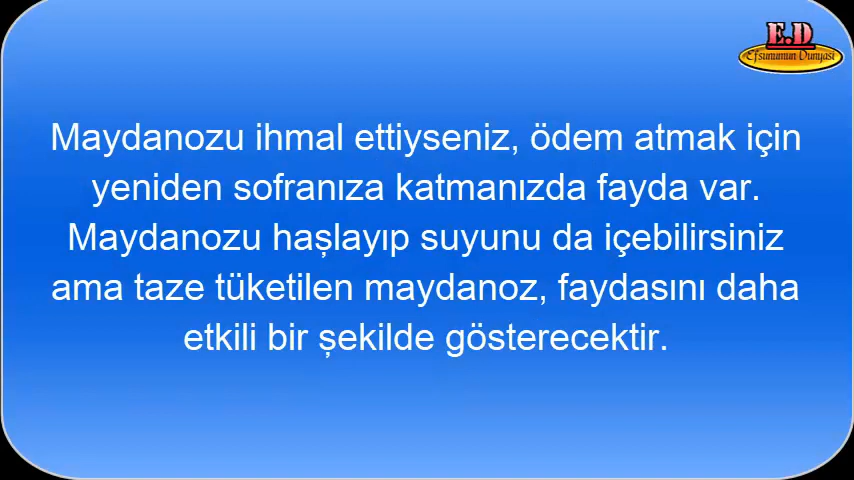 E.D
Efsununun Dünyası
Maydanozu ihmal ettiyseniz, ödem atmak için
yeniden sofranıza katmanızda fayda var.
Maydanozu haşlayıp suyunu da içebilirsiniz
ama taze tüketilen maydanoz, faydasını daha
etkili bir şekilde gösterecektir.